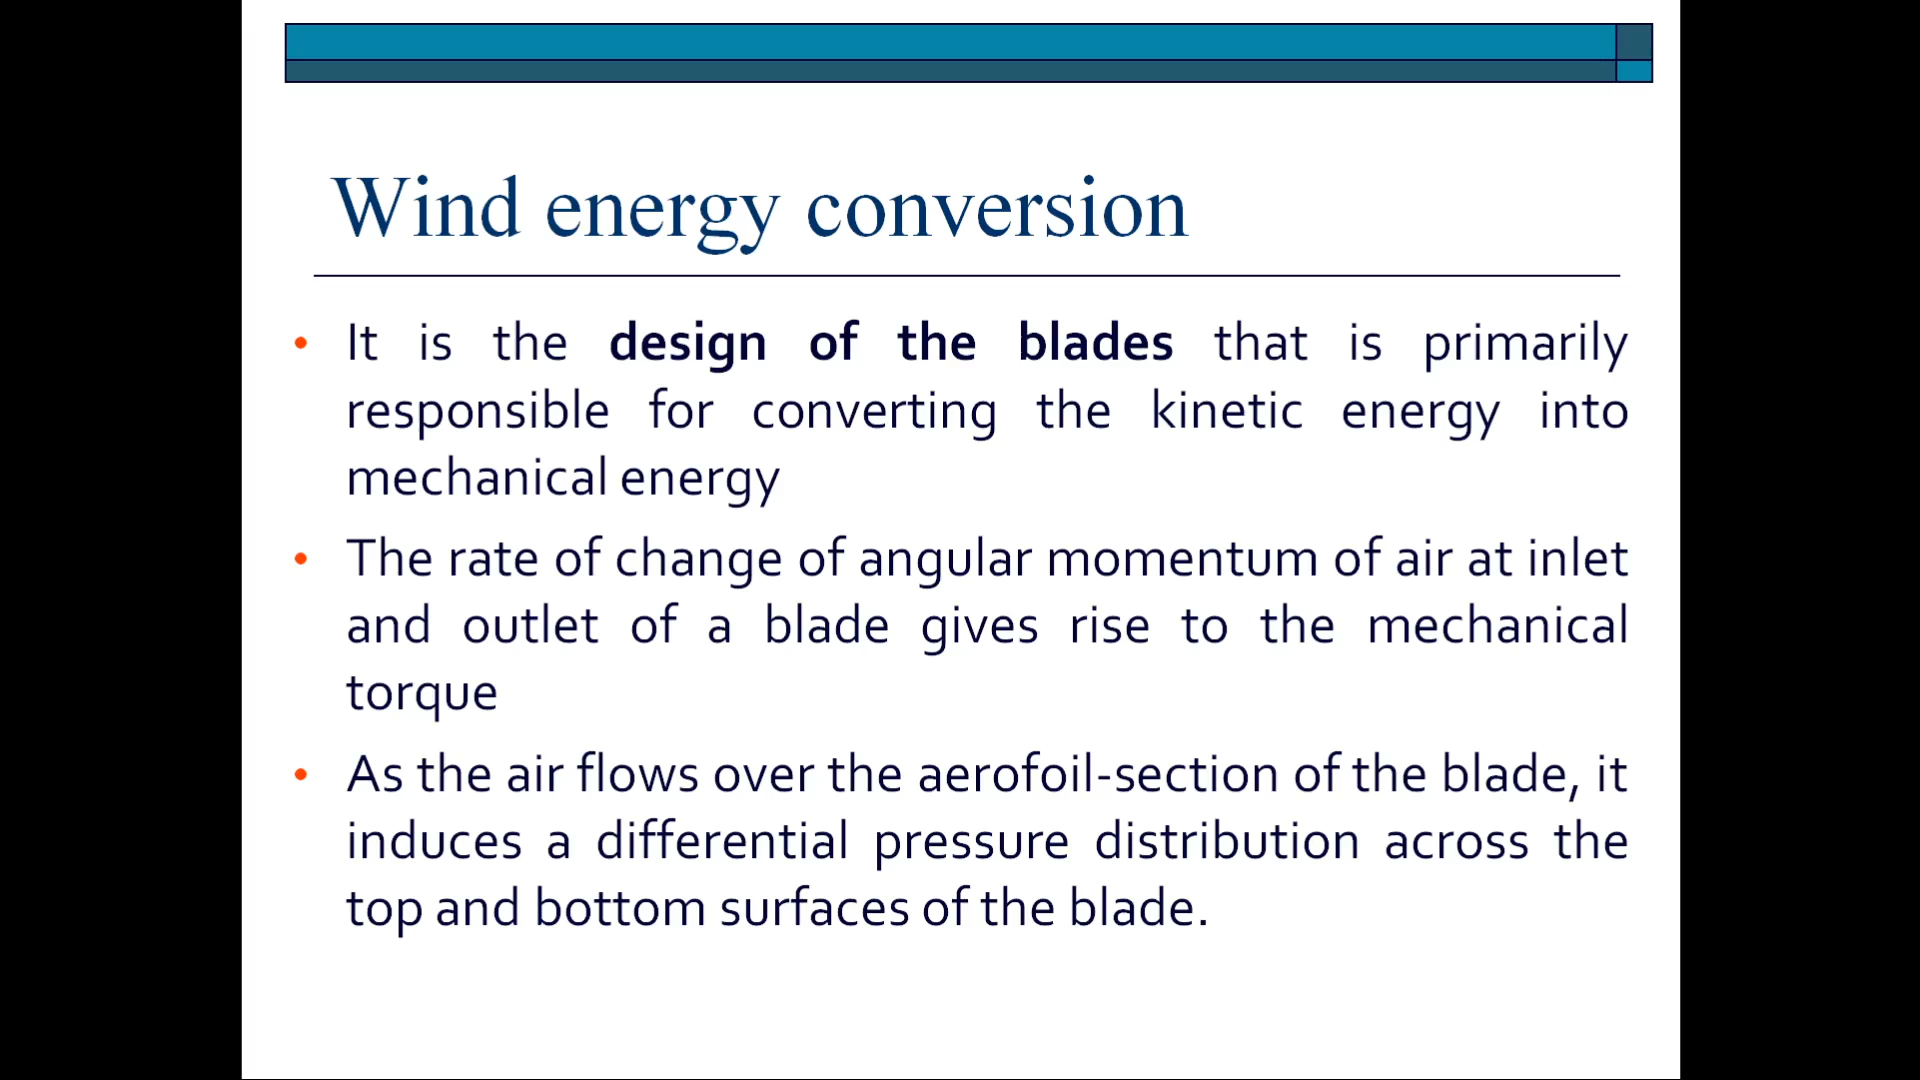 Wind energy conversion
• It is the design of the blades that is primarily
responsible for converting the kinetic energy into
mechanical energy
• The rate of change of angular momentum of air at inlet
and outlet of a blade gives rise to the mechanical
torque
• As the air flows over the aerofoil-section of the blade, it
induces a differential pressure distribution across the
top and bottom surfaces of the blade.